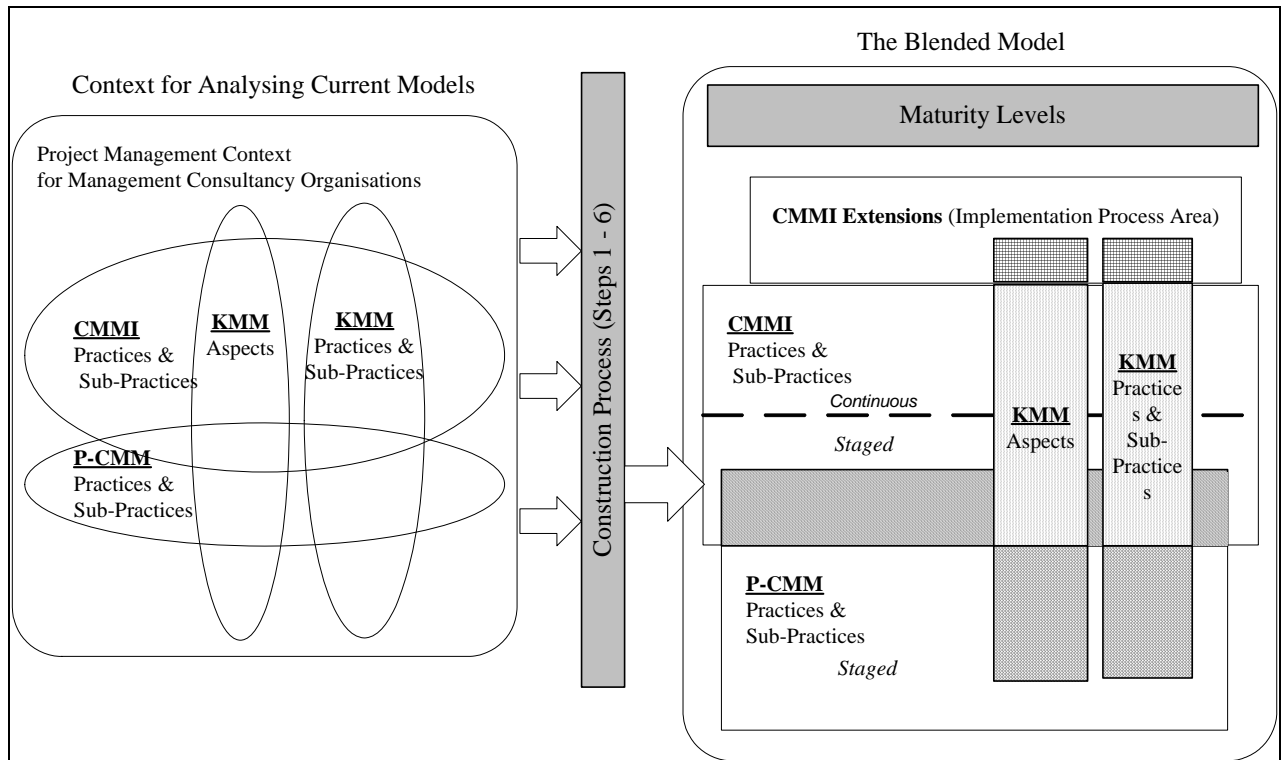 The Blended Model
Context for Analysing Current Models
Maturity Levels
Project Management Context
for Management Consultancy Organisations
CMMI
Practices &
Sub-Practices
KMM
Aspects
KMM
Practices &
Sub-Practices
P-CMM
Practices &
Sub-Practices
Construction Process (Steps 1 - 6)
CMMI Extensions (Implementation Process Area)
CMMI
Practices &
Sub-Practices
Continuous
Staged
KMM
Aspects
KMM
Practice
s &
Sub-
Practice
s
P-CMM
Practices &
Sub-Practices
Staged